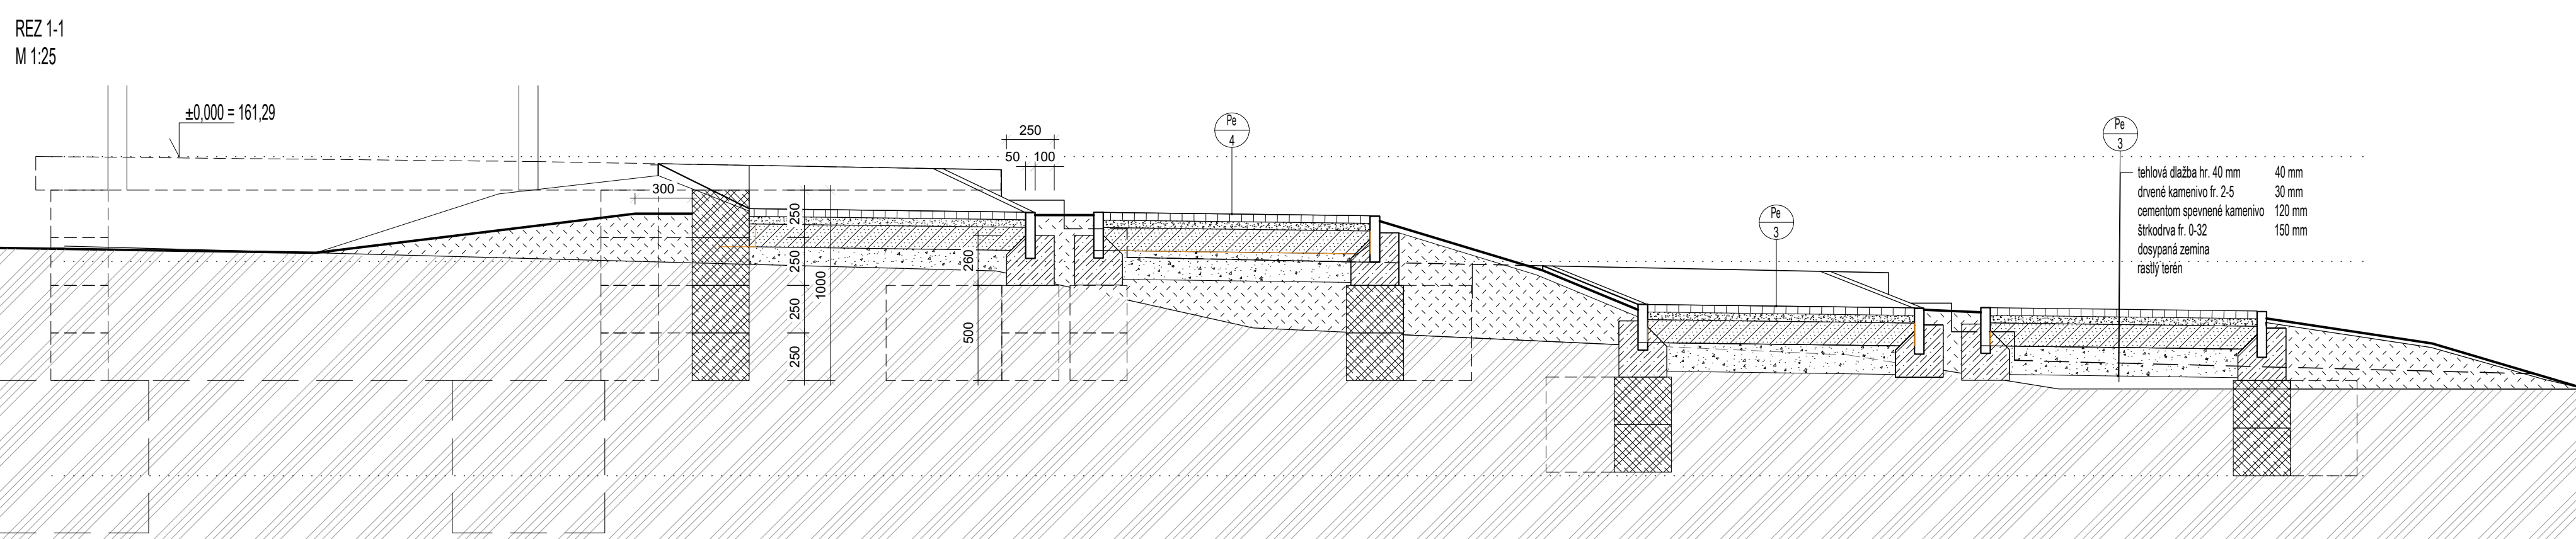 REZ 1-1
M 1:25
±0,000 = 161,29
300
250
250
250
250
1000
250
50 100
260
500
Pe
4
Pe
3
Pe
3
tehlová dlažba hr. 40 mm 40 mm
drvené kamenivo fr. 2-5 30 mm
cementom spevnené kamenivo 120 mm
štrkodrva fr. 0-32 150 mm
dosypaná zemina
rastlý terén